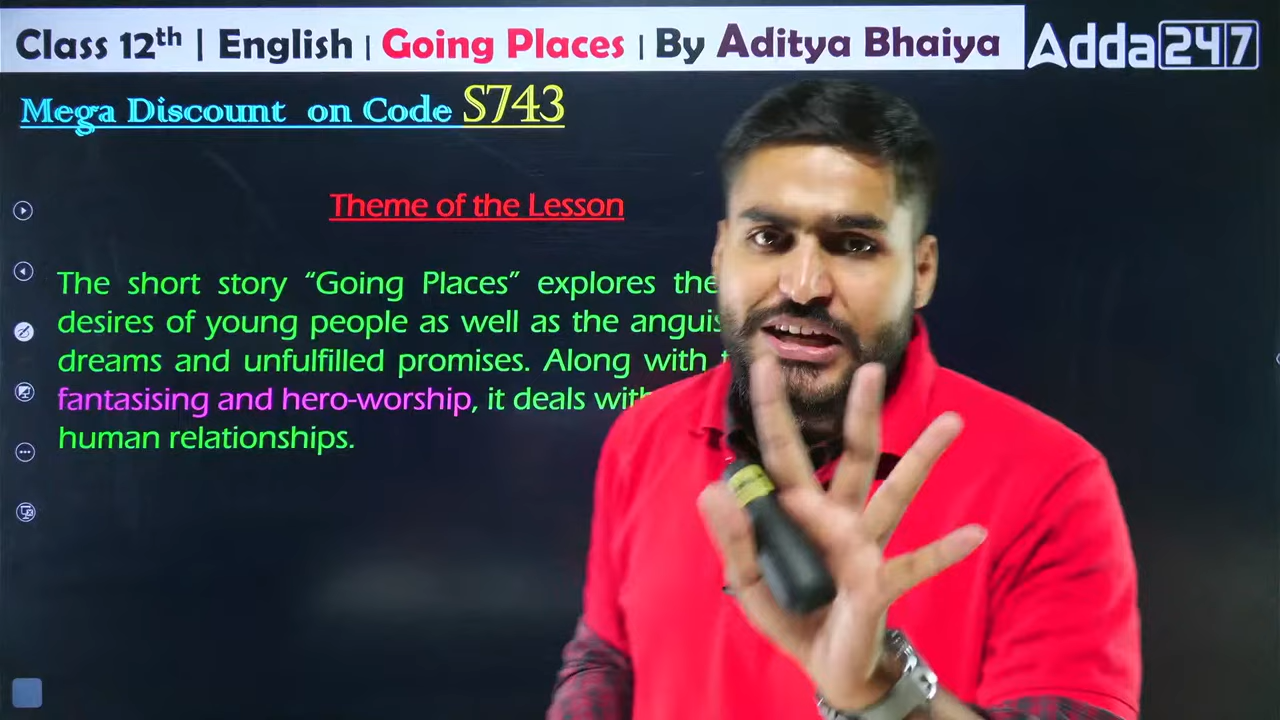 Class 12th | English | Going Places | By Aditya Bhaiya Adda247
Mega Discount on Code S743
Theme of the Lesson
The short story “Going Places” explores the
desires of young people as well as the
dreams and unfulfilled promises. Along with
fantasising and hero-worship, it deals
human relationships.